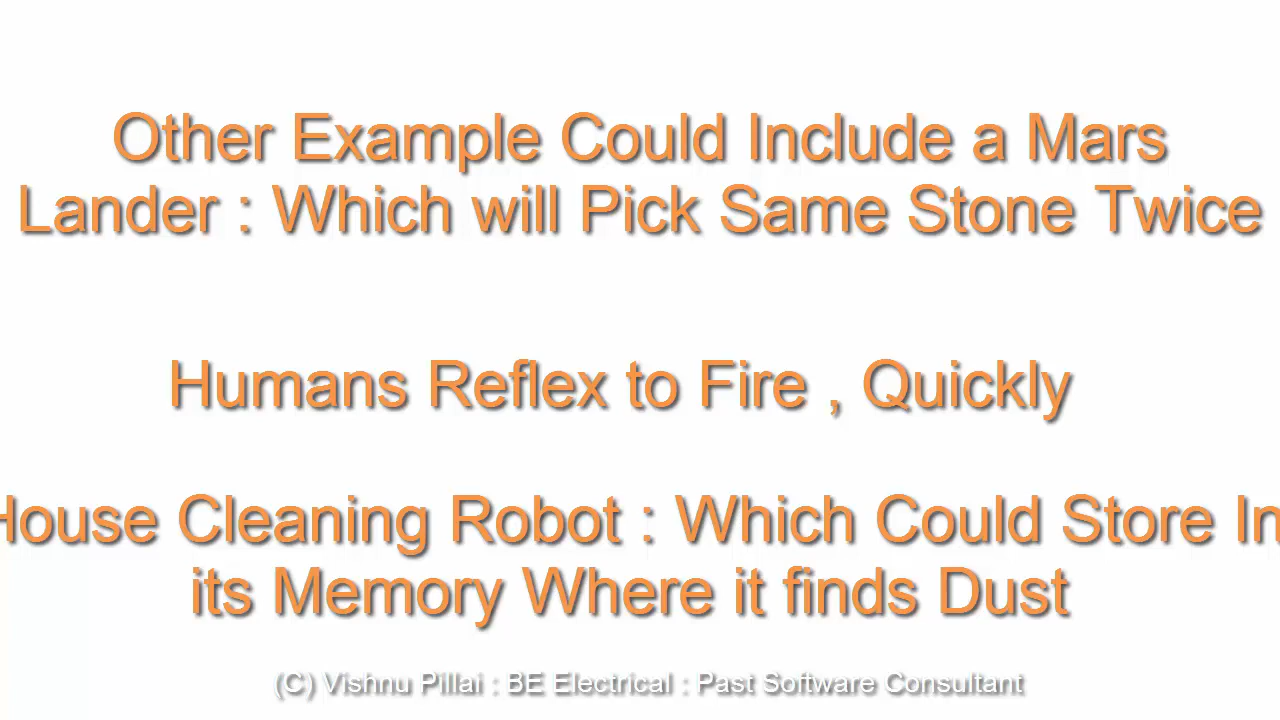 Other Example Could Include a Mars
Lander : Which will Pick Same Stone Twice
Humans Reflex to Fire , Quickly
House Cleaning Robot : Which Could Store In
its Memory Where it finds Dust
(C) Vishnu Pillai : BE Electrical : Past Software Consultant